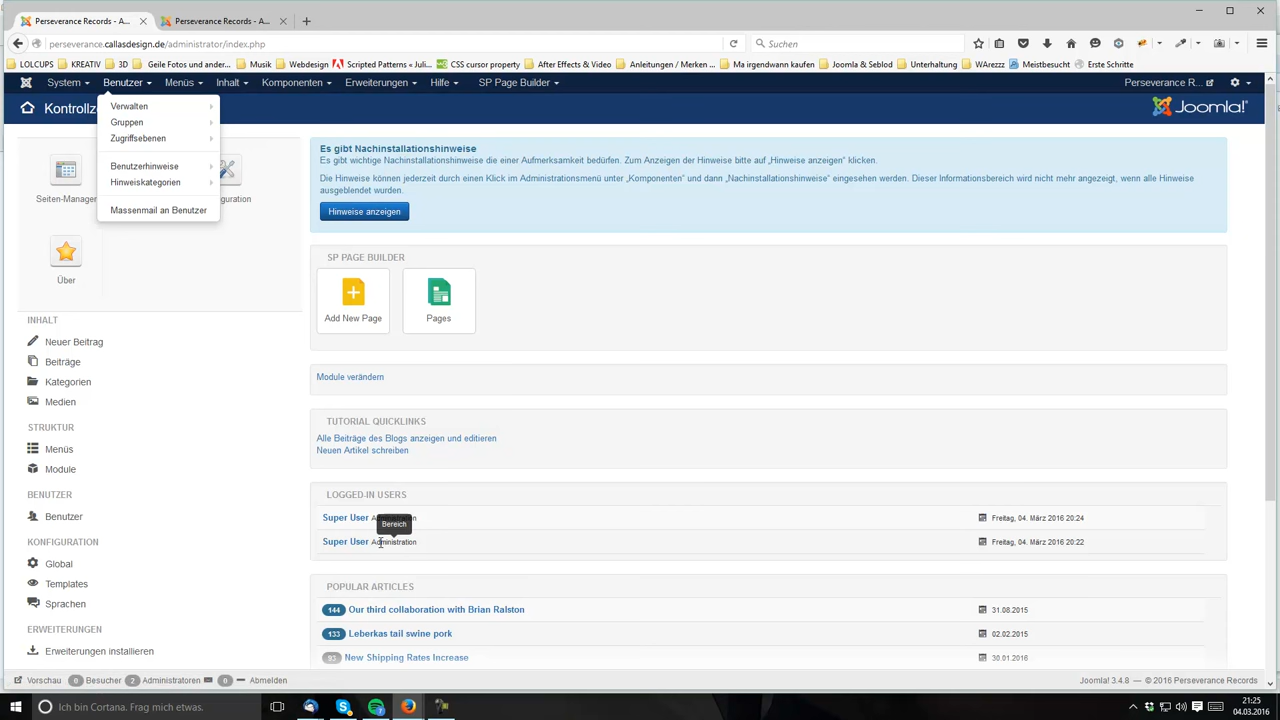 Perseverance Records - A...
Perseverance Records - A...
perseverance.callasdesign.de/administrator/index.php
Suchen
LOLCUPS KREATIV 3D Geile Fotos und ander... Musik Webdesign Scripted Patterns « Juli... CSS cursor property After Effects & Video Anleitungen / Merken ... Ma irgendwann kaufen Joomla & Seblod Unterhaltung WArezzz Meistbesucht Erste Schritte
System Benutzer Menüs Inhalt Komponenten Erweiterungen Hilfe SP Page Builder Perseverance R...
Kontrollz
Joomla!
Verwalten
Gruppen
Zugriffsebenen
Benutzerhinweise
Hinweiskategorien
Massenmail an Benutzer
Seiten-Manager
guration
Über
Es gibt Nachinstallationshinweise
Es gibt wichtige Nachinstallationshinweise die einer Aufmerksamkeit bedürfen. Zum Anzeigen der Hinweise bitte auf „Hinweise anzeigen“ klicken.
Die Hinweise können jederzeit durch einen Klick im Administrationsmenü unter „Komponenten“ und dann „Nachinstallationshinweise“ eingesehen werden. Dieser Informationsbereich wird nicht mehr angezeigt, wenn alle Hinweise
ausgeblendet wurden.
Hinweise anzeigen
SP PAGE BUILDER
Add New Page
Pages
INHALT
Neuer Beitrag
Beiträge
Kategorien
Medien
STRUKTUR
Menüs
Module
BENUTZER
Benutzer
KONFIGURATION
Global
Templates
Sprachen
ERWEITERUNGEN
Erweiterungen installieren
Module verändern
TUTORIAL QUICKLINKS
Alle Beiträge des Blogs anzeigen und editieren
Neuen Artikel schreiben
LOGGED-IN USERS
Super User Administration Freitag, 04. März 2016 20:24
Bereich
Super User Administration Freitag, 04. März 2016 20:22
POPULAR ARTICLES
144 Our third collaboration with Brian Ralston 31.08.2015
133 Leberkas tail swine pork 02.02.2015
93 New Shipping Rates Increase 30.01.2016
Vorschau 0 Besucher 2 Administratoren 0 Abmelden
Joomla! 3.4.8 — © 2016 Perseverance Records
Ich bin Cortana. Frag mich etwas.
21:25
04.03.2016